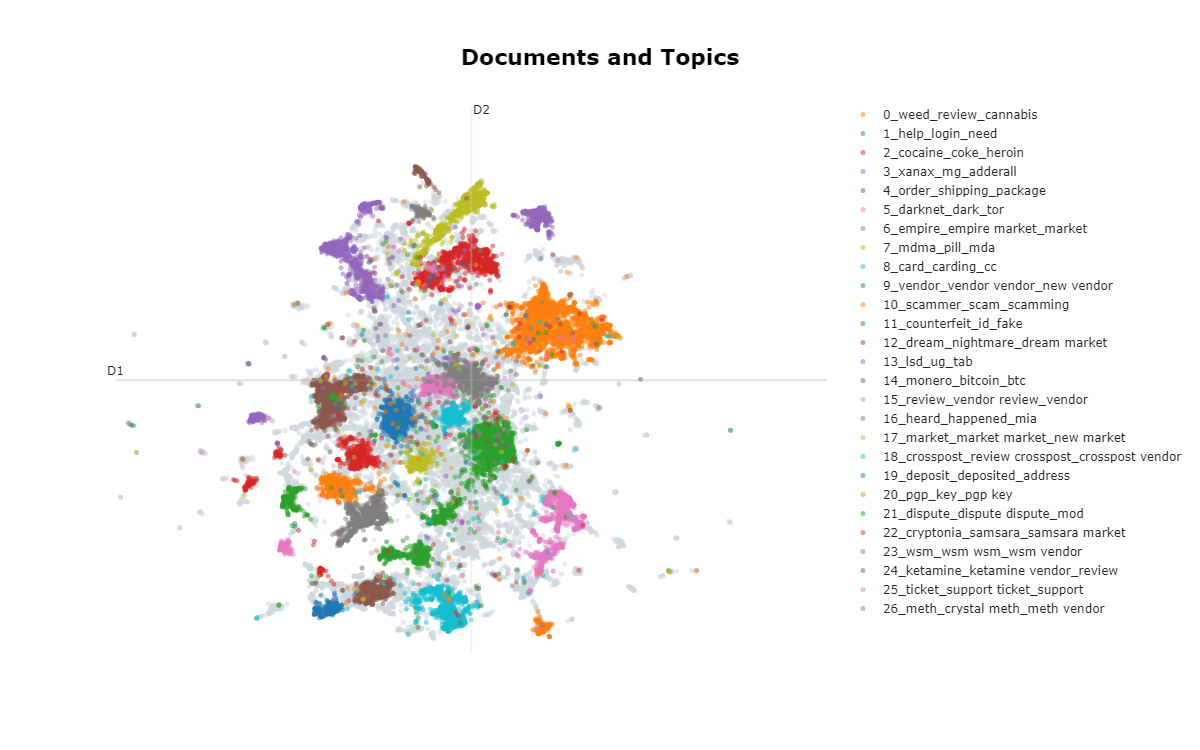 Documents and Topics
D2
D1
0_weed_review_cannabis
1_help_login_need
2_cocaine_coke_heroin
3_xanax_mg_adderall
4_order_shipping_package
5_darknet_dark_tor
6_empire_empire market_market
7_mdma_pill_mda
8_card_carding_cc
9_vendor_vendor vendor_new vendor
10_scammer_scam_scamming
11_counterfeit_id_fake
12_dream_nightmare_dream market
13_lsd_ug_tab
14_monero_bitcoin_btc
15_review_vendor review_vendor
16_heard_happened_mia
17_market_market market_new market
18_crosspost_review crosspost_crosspost vendor
19_deposit_deposited_address
20_pgp_key_pgp key
21_dispute_dispute dispute_mod
22_cryptonia_samsara_samsara market
23_wsm_wsm wsm_wsm vendor
24_ketamine_ketamine vendor_review
25_ticket_support ticket_support
26_meth_crystal meth_meth vendor